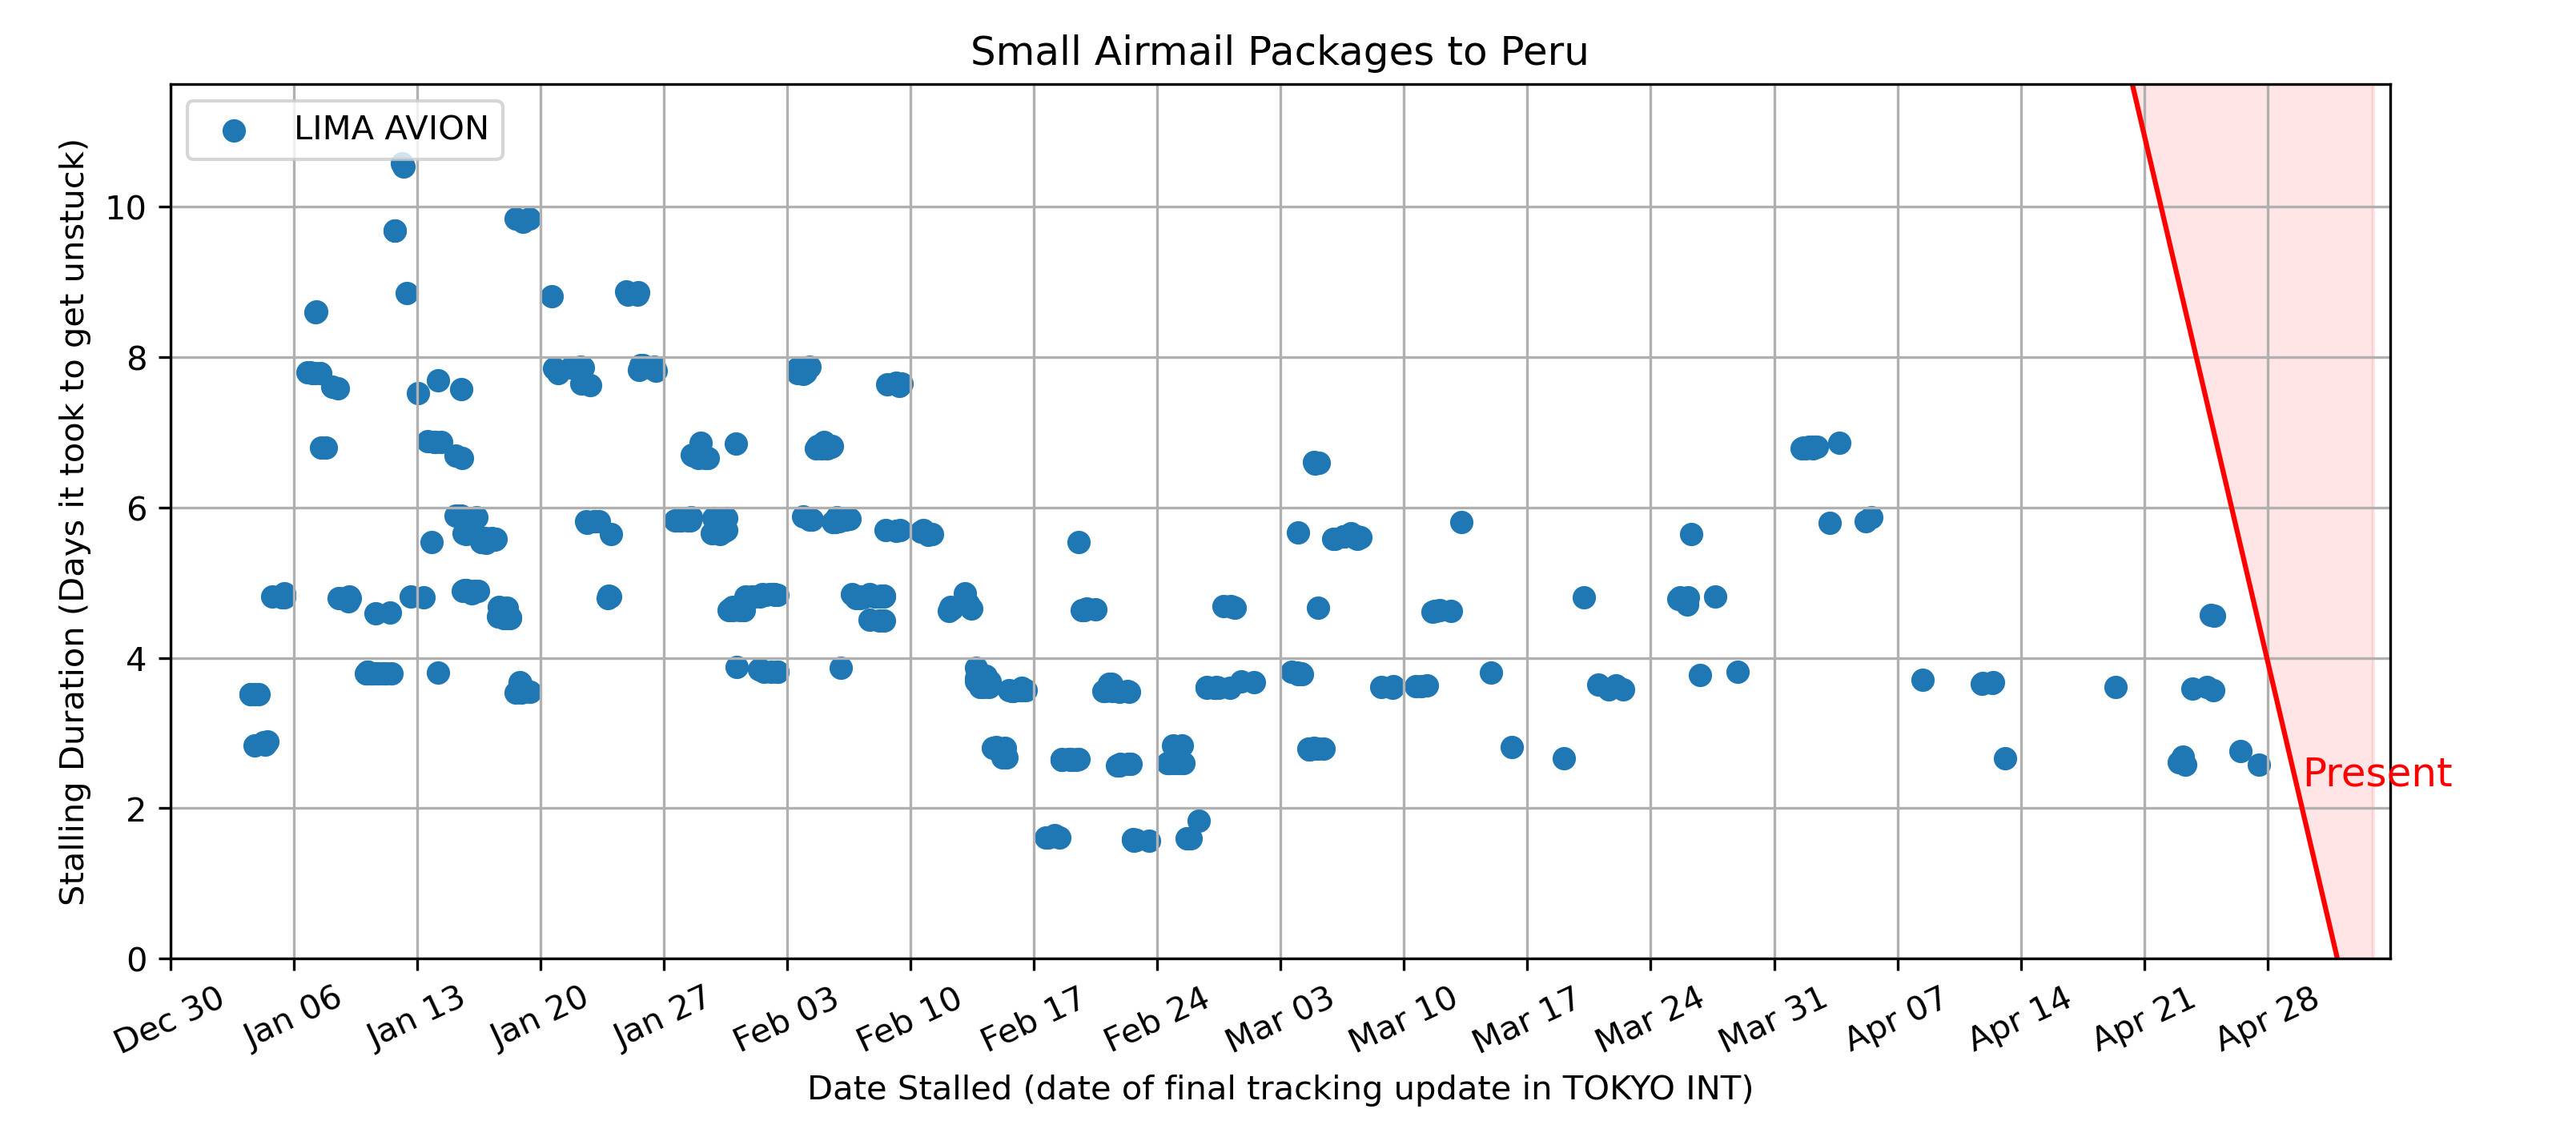 Small Airmail Packages to Peru
LIMA AVION
Stalling Duration (Days it took to get unstuck)
10
8
6
4
2
0
Present
Dec 30
Jan 06
Jan 13
Jan 20
Jan 27
Feb 03
Feb 10
Feb 17
Feb 24
Mar 03
Mar 10
Mar 17
Mar 24
Mar 31
Apr 07
Apr 14
Apr 21
Apr 28
Date Stalled (date of final tracking update in TOKYO INT)